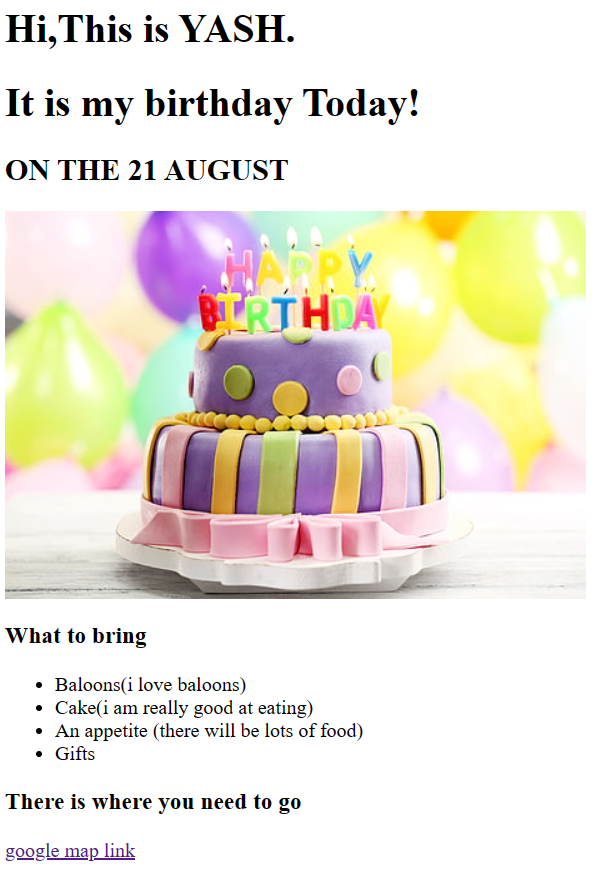 Hi,This is YASH.
It is my birthday Today!
ON THE 21 AUGUST
HAPPY
BIRTHDAY
What to bring
Baloons(i love baloons)
Cake(i am really good at eating)
An appetite (there will be lots of food)
Gifts
There is where you need to go
google map link